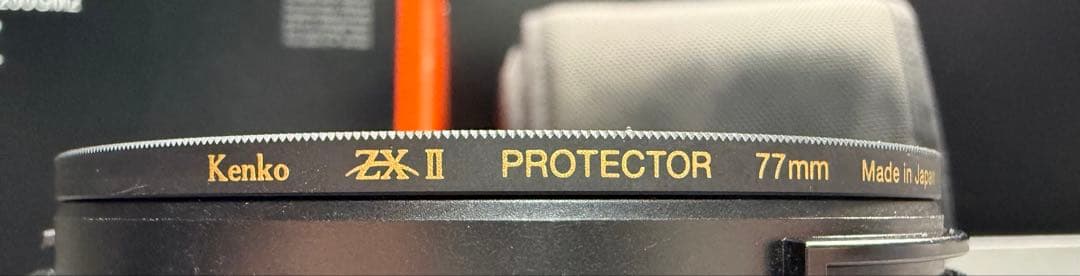 Kenko ZX II PROTECTOR 77mm Made in Japan